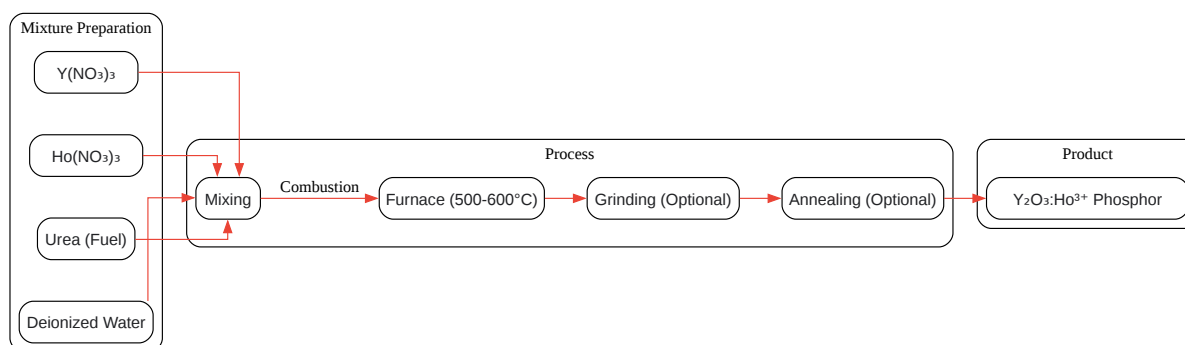 Mixture Preparation
Y(NO₃)₃
Ho(NO₃)₃
Urea (Fuel)
Deionized Water
Process
Mixing
Combustion
Furnace (500-600°C)
Grinding (Optional)
Annealing (Optional)
Product
Y₂O₃:Ho³⁺ Phosphor